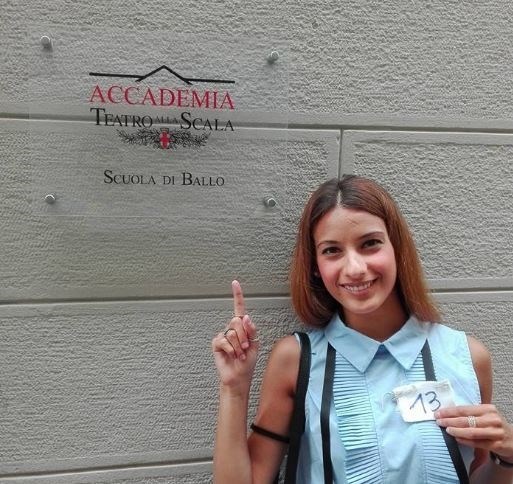 ACCADEMIA
TEATRO ALLA SCALA
SCUOLA DI BALLO
13